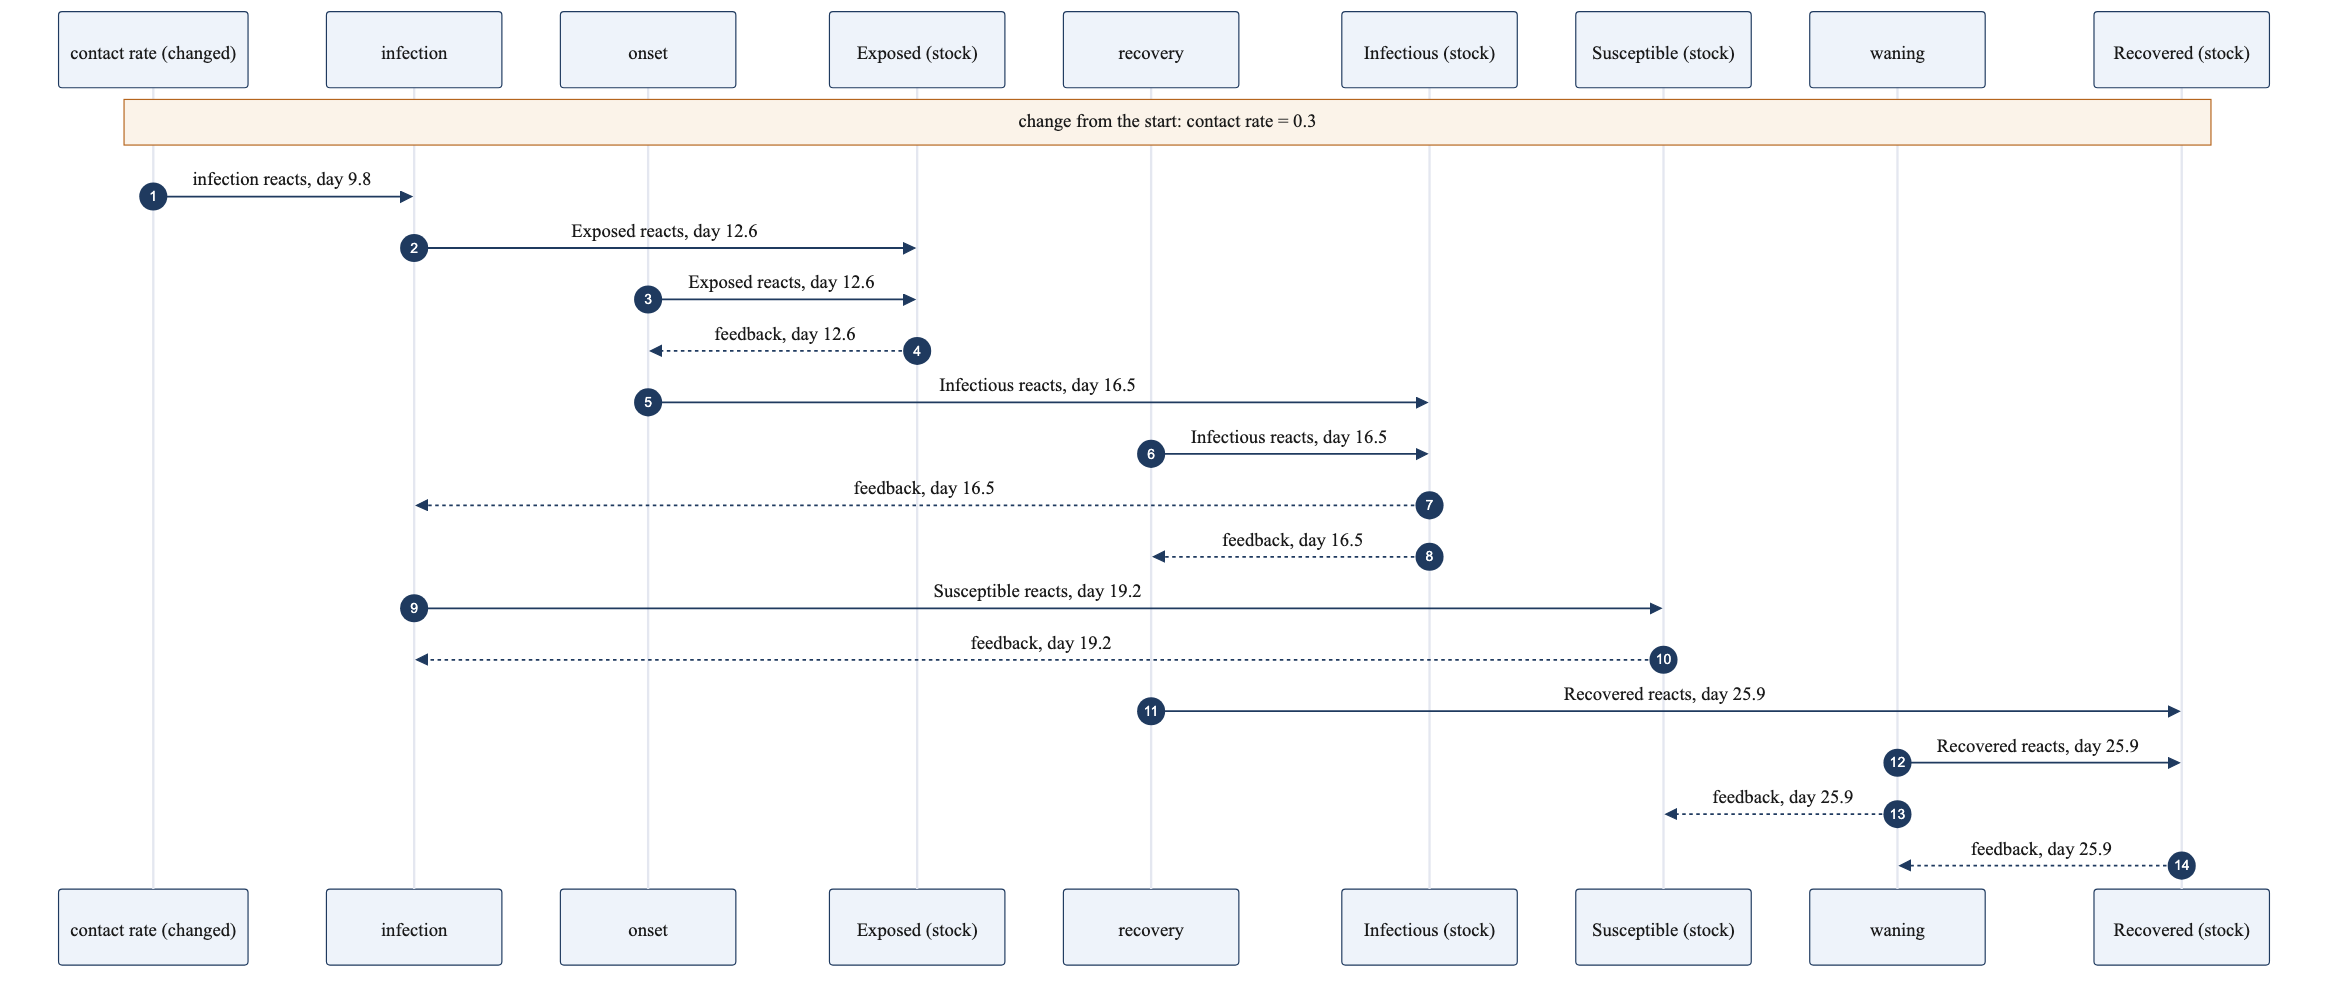 contact rate (changed)
infection
onset
Exposed (stock)
recovery
Infectious (stock)
Susceptible (stock)
waning
Recovered (stock)
change from the start: contact rate = 0.3
infection reacts, day 9.8
1
Exposed reacts, day 12.6
2
Exposed reacts, day 12.6
3
feedback, day 12.6
4
Infectious reacts, day 16.5
5
Infectious reacts, day 16.5
6
feedback, day 16.5
7
feedback, day 16.5
8
Susceptible reacts, day 19.2
9
feedback, day 19.2
10
Recovered reacts, day 25.9
11
Recovered reacts, day 25.9
12
feedback, day 25.9
13
feedback, day 25.9
14
contact rate (changed)
infection
onset
Exposed (stock)
recovery
Infectious (stock)
Susceptible (stock)
waning
Recovered (stock)